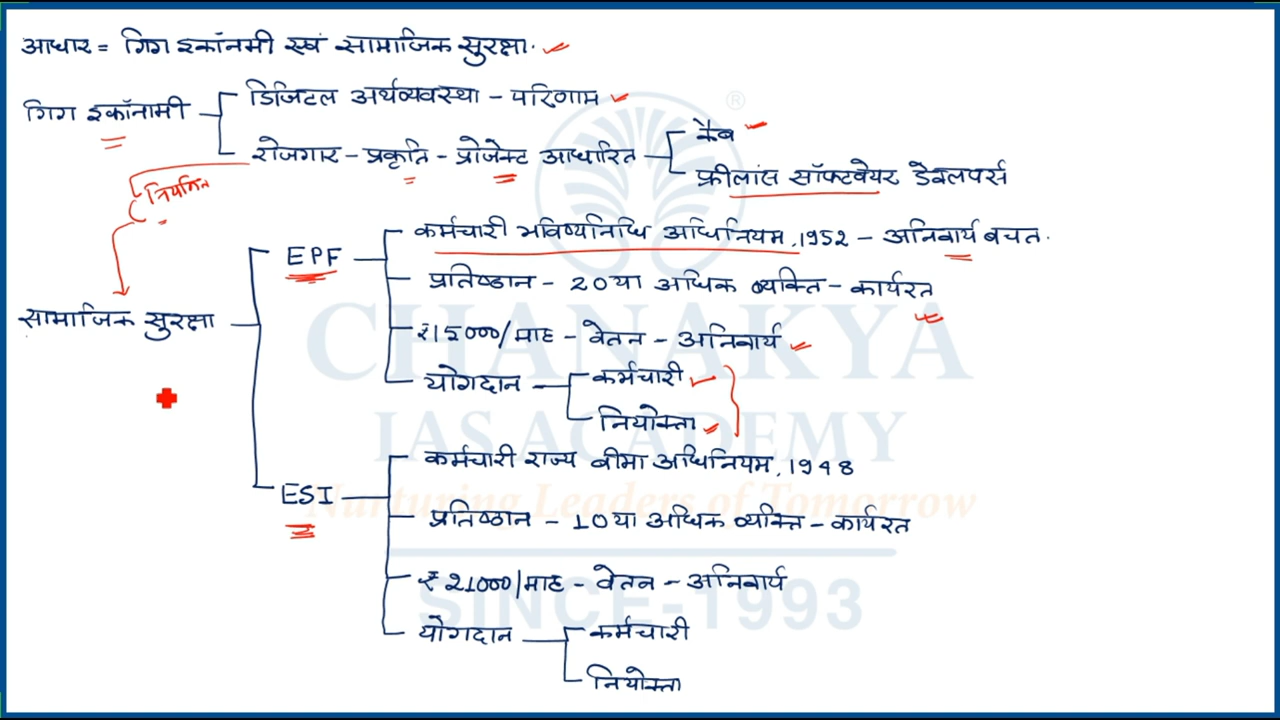 आधार = गिग इकॉनमी एवं सामाजिक सुरक्षा.
गिग इकॉनामी
डिजिटल अर्थव्यवस्था - परिणाम
रोजगार - प्रकृति - प्रोजेक्ट आधारित
कैब
फ्रीलांस सॉफ्टवेयर डेवलपर्स
नियमित
सामाजिक सुरक्षा
EPF
कर्मचारी भविष्यनिधि अधिनियम, 1952 - अनिवार्य बचत.
प्रतिष्ठान - 20 या अधिक व्यक्ति - कार्यरत
₹15000/माह - वेतन - अनिवार्य
योगदान
कर्मचारी
नियोक्ता
ESI
कर्मचारी राज्य बीमा अधिनियम, 1948
प्रतिष्ठान - 10 या अधिक व्यक्ति - कार्यरत
₹21000/माह - वेतन - अनिवार्य
योगदान
कर्मचारी
नियोक्ता
CHANAKYA
IAS ACADEMY
Nurturing Leaders of Tomorrow
SINCE-1993